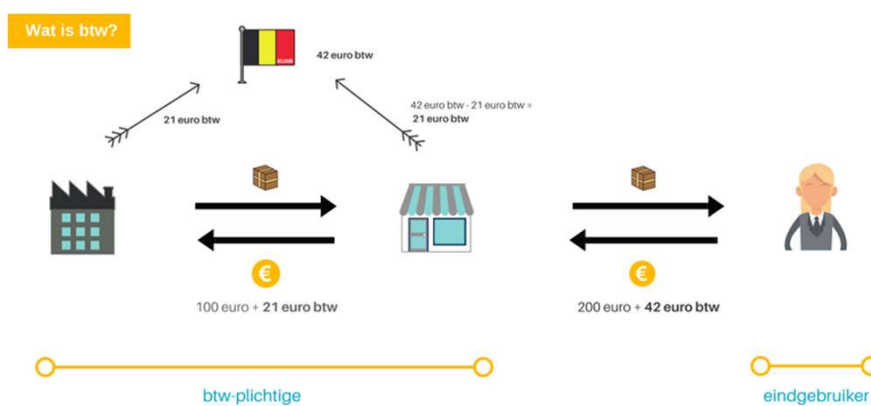 Wat is btw?
BELGIUM
42 euro btw
21 euro btw
42 euro btw - 21 euro btw =
21 euro btw
€
€
100 euro + 21 euro btw
200 euro + 42 euro btw
btw-plichtige
eindgebruiker